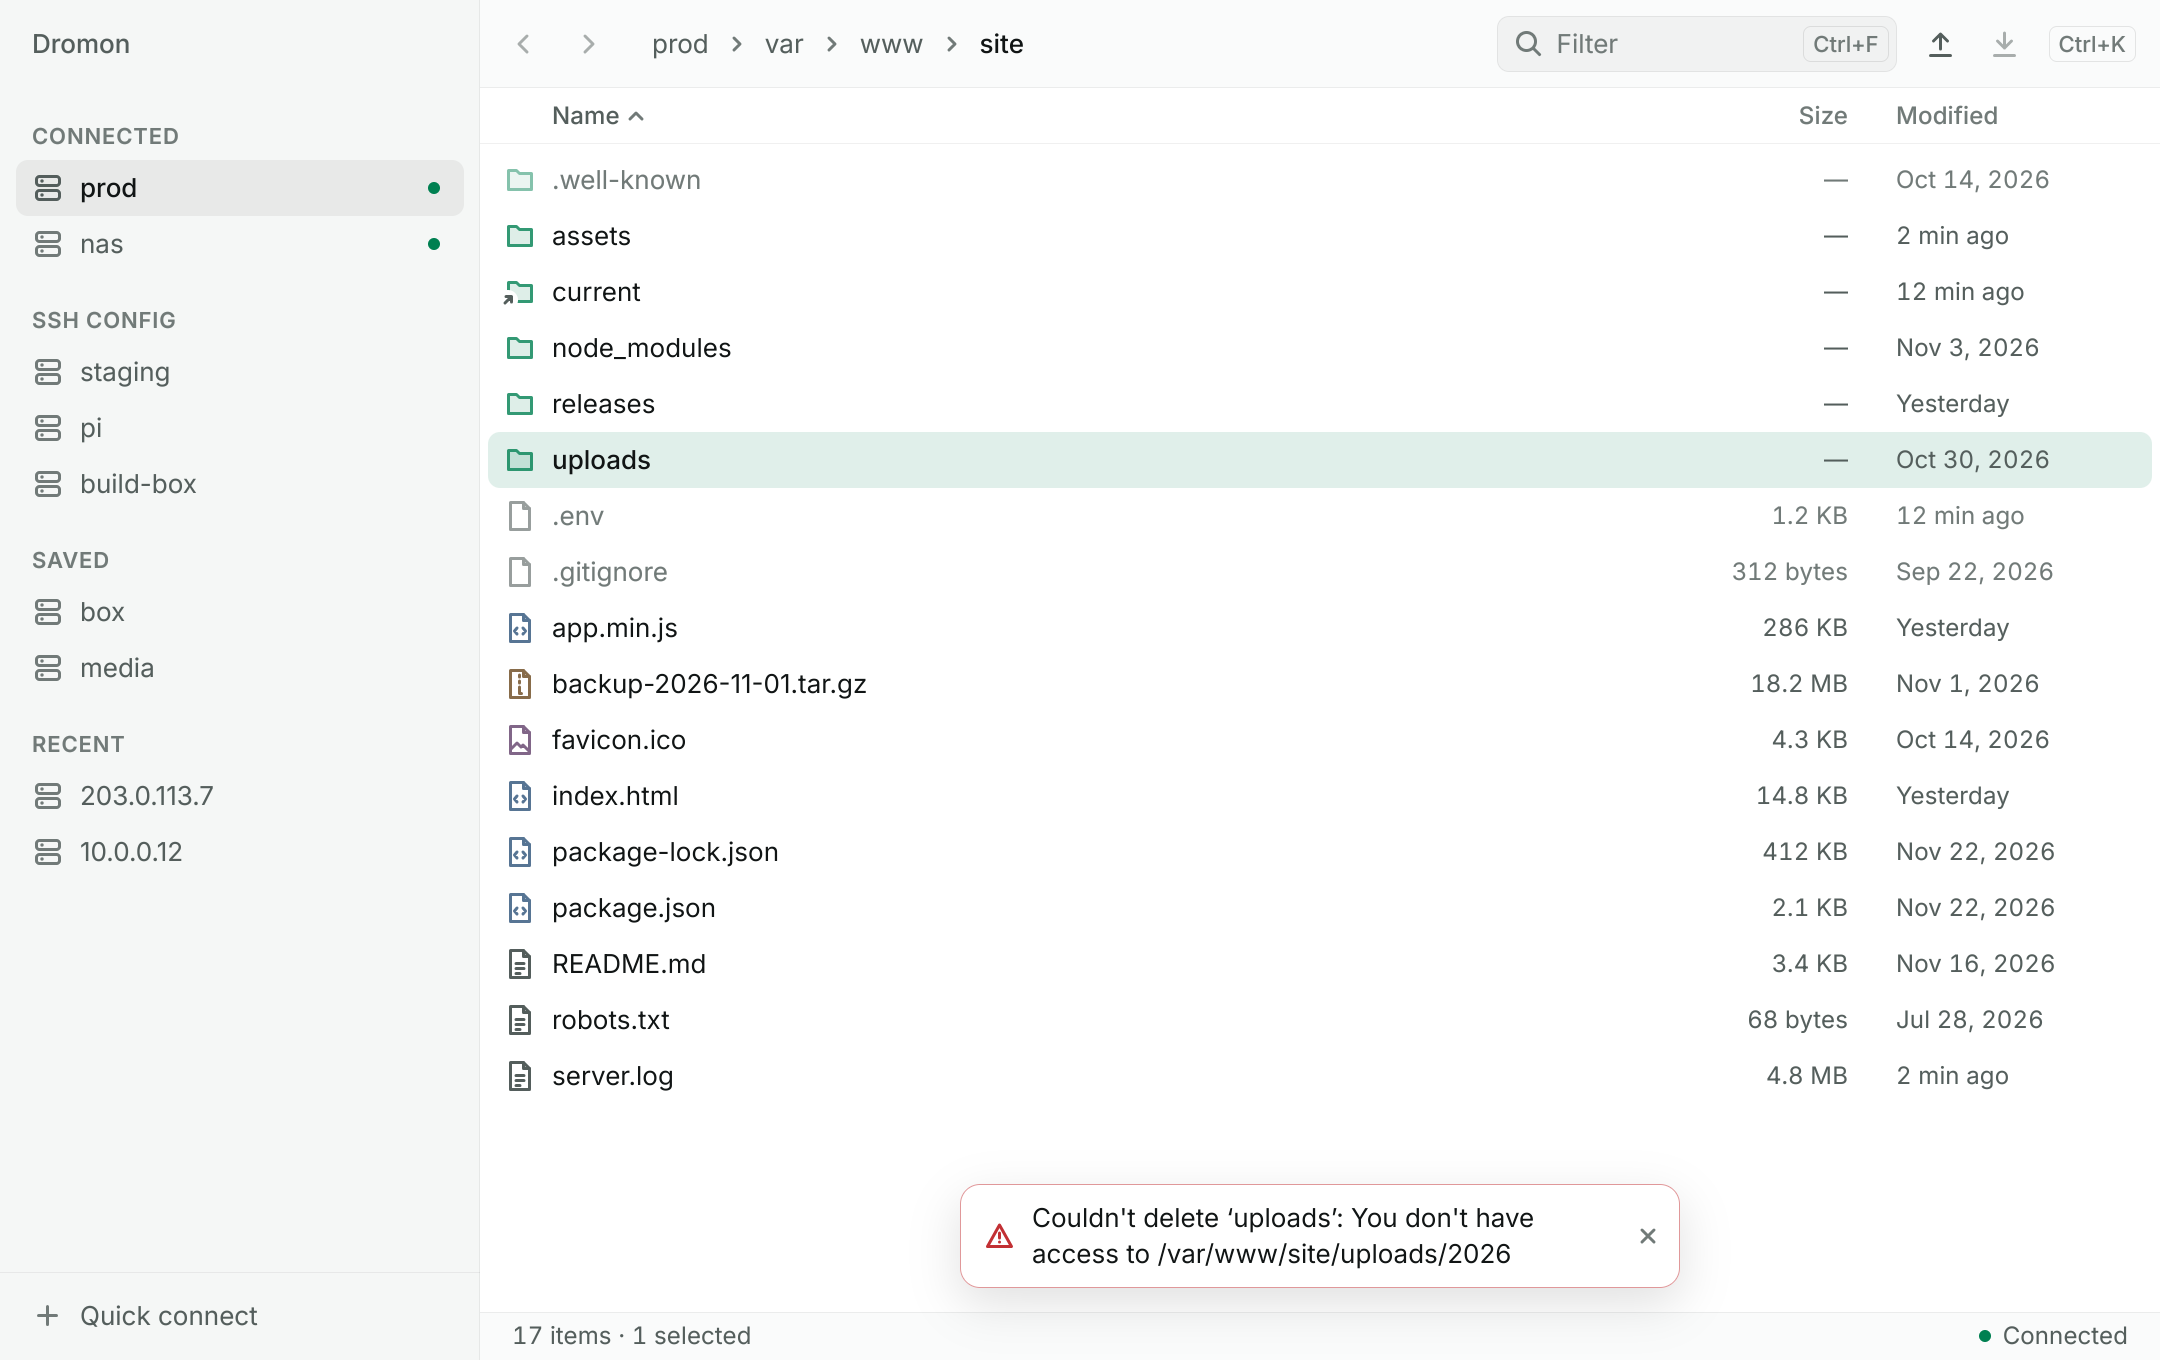 Dromon
CONNECTED
prod
nas
SSH CONFIG
staging
pi
build-box
SAVED
box
media
RECENT
203.0.113.7
10.0.0.12
Quick connect
prod var www site
Filter Ctrl+F Ctrl+K
Name Size Modified
.well-known — Oct 14, 2026
assets — 2 min ago
current — 12 min ago
node_modules — Nov 3, 2026
releases — Yesterday
uploads — Oct 30, 2026
.env 1.2 KB 12 min ago
.gitignore 312 bytes Sep 22, 2026
app.min.js 286 KB Yesterday
backup-2026-11-01.tar.gz 18.2 MB Nov 1, 2026
favicon.ico 4.3 KB Oct 14, 2026
index.html 14.8 KB Yesterday
package-lock.json 412 KB Nov 22, 2026
package.json 2.1 KB Nov 22, 2026
README.md 3.4 KB Nov 16, 2026
robots.txt 68 bytes Jul 28, 2026
server.log 4.8 MB 2 min ago
Couldn't delete ‘uploads’: You don't have
access to /var/www/site/uploads/2026
17 items · 1 selected Connected